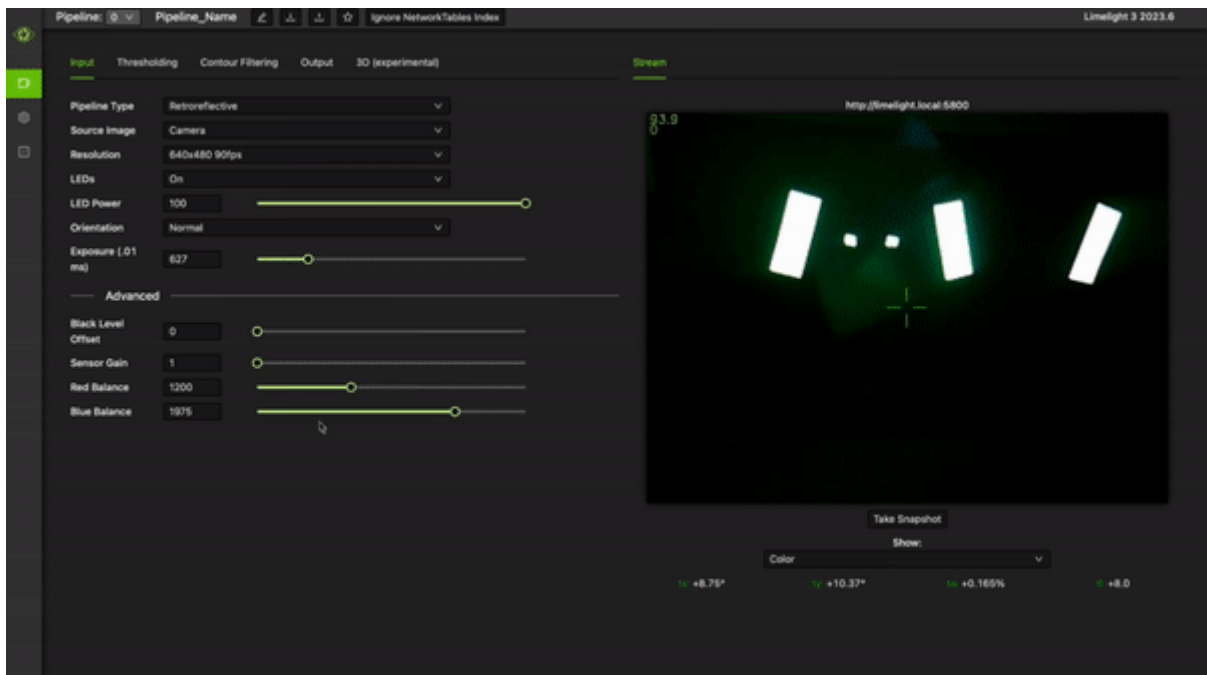 Pipeline: 0 Pipeline_Name Ignore NetworkTables Index Limelight 3 2023.6
Input Thresholding Contour Filtering Output 3D (experimental)
Stream
Pipeline Type Retroreflective
Source Image Camera
Resolution 640x480 90fps
LEDs On
LED Power 100
Orientation Normal
Exposure (.01 ms) 627
Advanced
Black Level Offset 0
Sensor Gain 1
Red Balance 1200
Blue Balance 1975
http://limelight.local:5800
93.9
0
Take Snapshot
Show:
Color
tx: +8.75° ty: +10.37° +0.165% +8.0